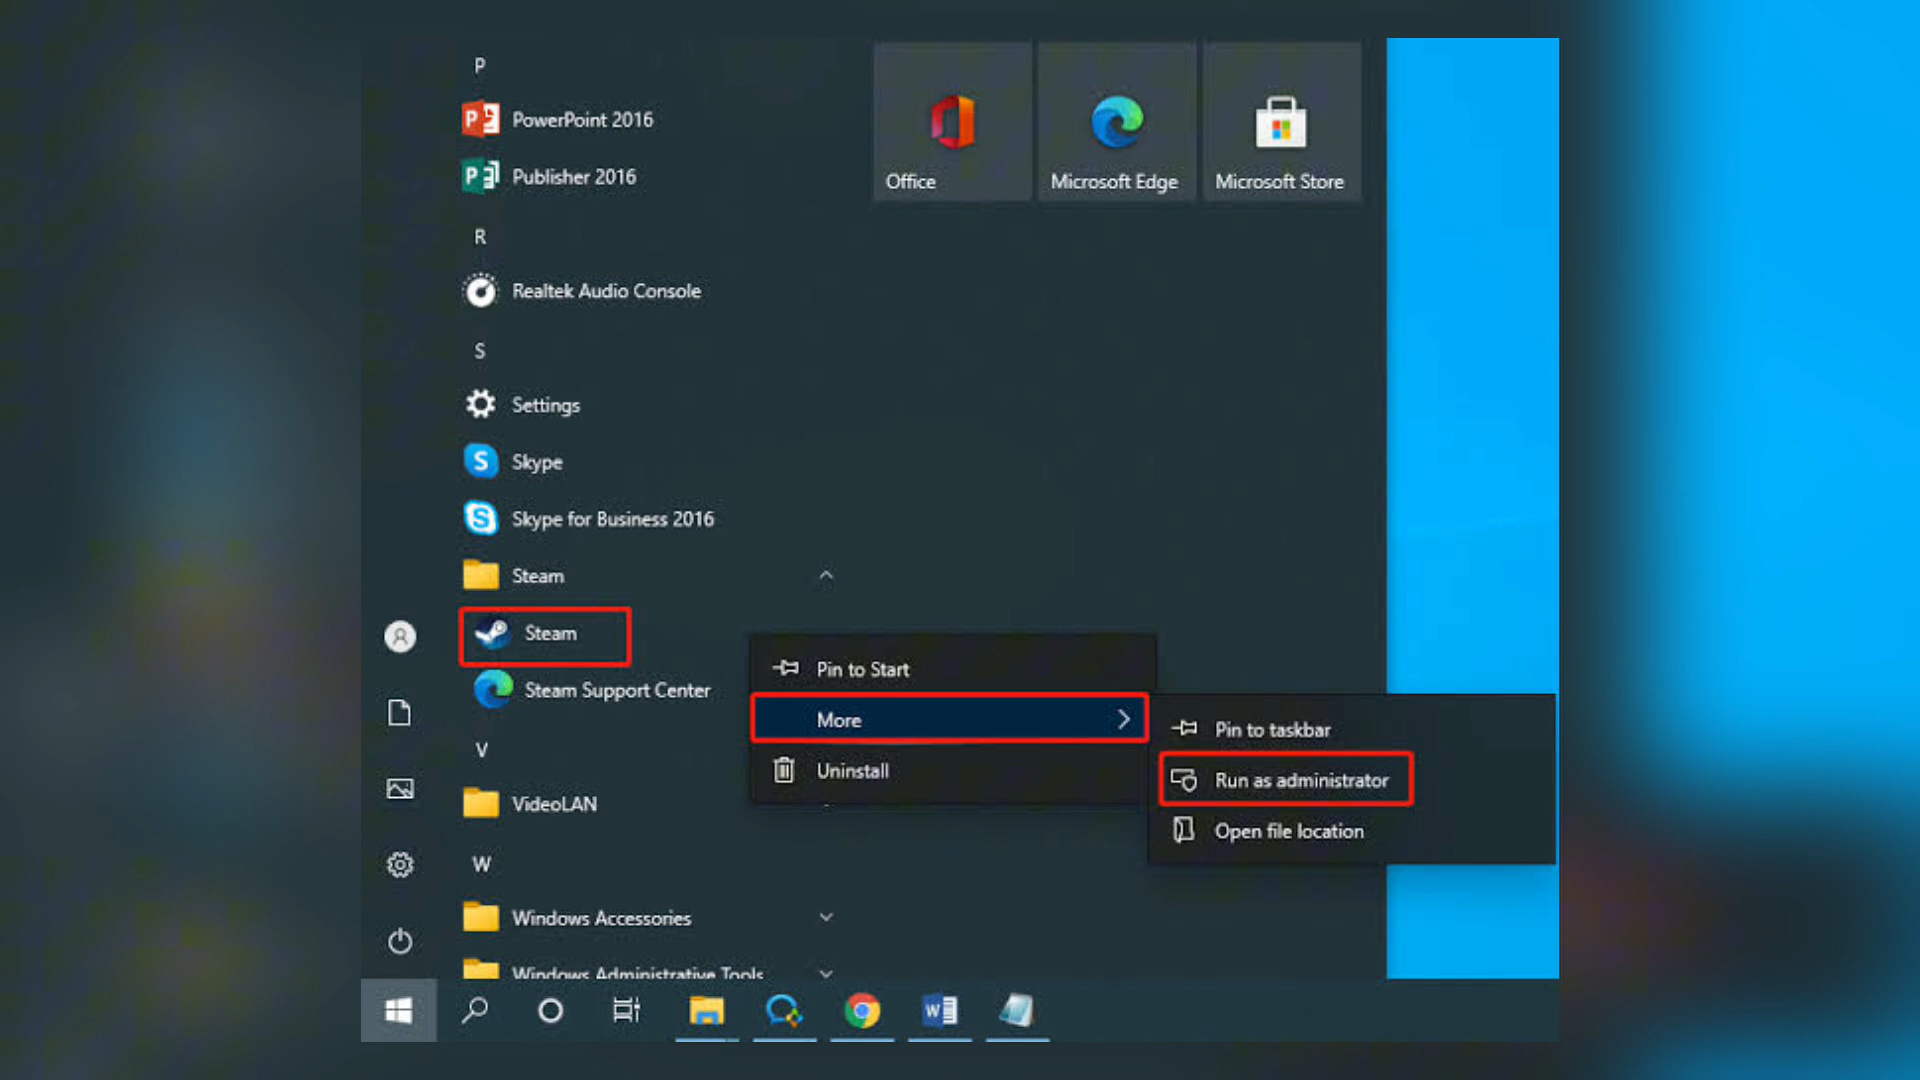 P
PowerPoint 2016
Publisher 2016
R
Realtek Audio Console
S
Settings
Skype
Skype for Business 2016
Steam
Steam
Steam Support Center
V
VideoLAN
W
Windows Accessories
Windows Administrative Tools
Office
Microsoft Edge
Microsoft Store
Pin to Start
More
Uninstall
Pin to taskbar
Run as administrator
Open file location